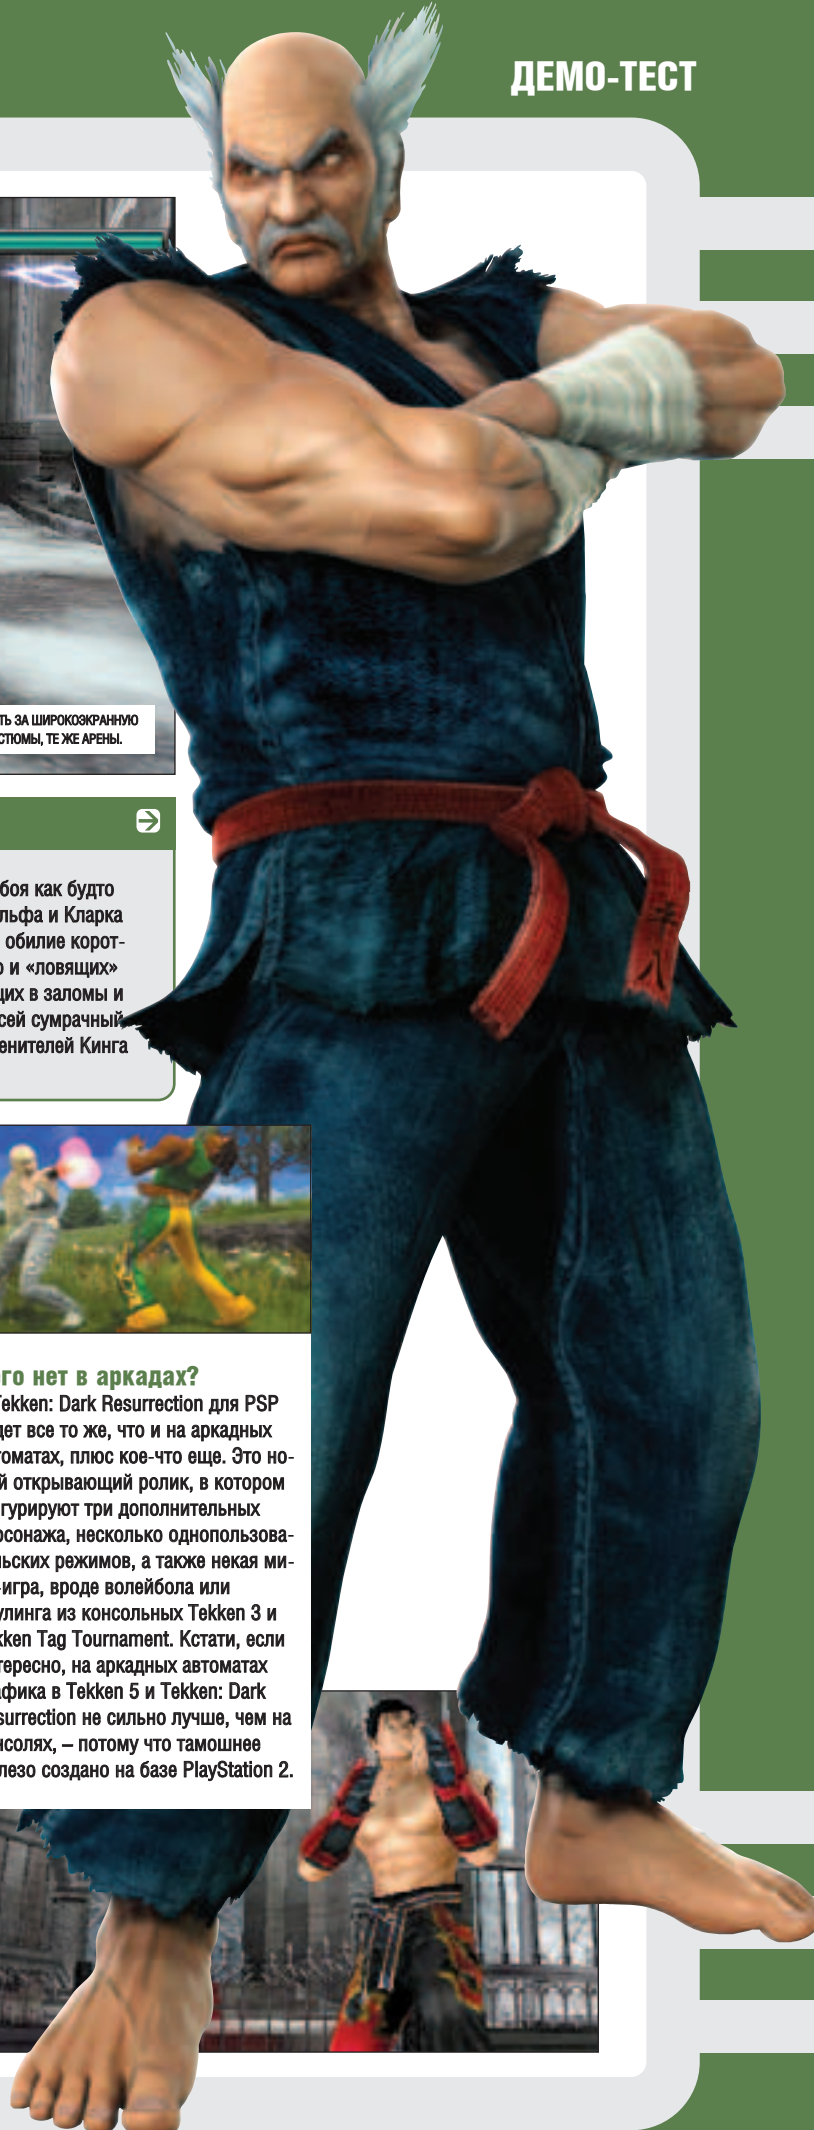 ДЕМО-ТЕСТ
ТЬ ЗА ШИРОКОЭКРАННУЮ
СТЮМЫ, ТЕ ЖЕ АРЕНЫ.
боя как будто
льфа и Кларка
обилие корот-
о и «ловящих»
цих в заломы и
сей сумрачный
енителей Кинга
его нет в аркадах?
Tekken: Dark Resurrection для PSP
дет все то же, что и на аркадных
томатах, плюс кое-что еще. Это но-
й открывающий ролик, в котором
гурируют три дополнительных
рсонажа, несколько однопользова-
льских режимов, а также некая ми-
-игра, вроде волейбола или
улинга из консольных Tekken 3 и
kken Tag Tournament. Кстати, если
тересно, на аркадных автоматах
афика в Tekken 5 и Tekken: Dark
surrection не сильно лучше, чем на
нсолях, – потому что тамошнее
лезо создано на базе PlayStation 2.